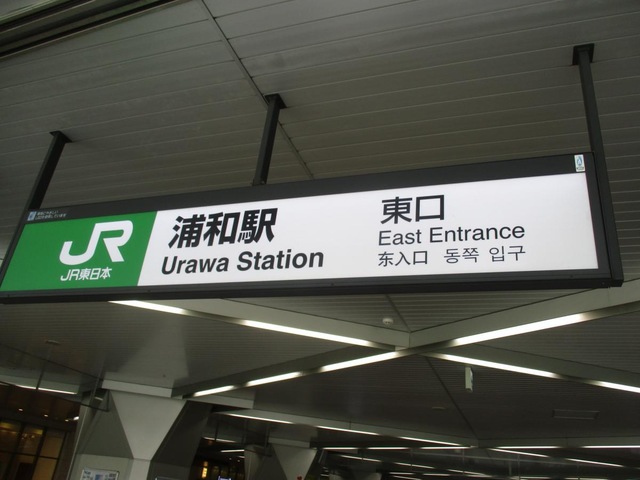 JR
JR東日本
浦和駅
Urawa Station
東口
East Entrance
东入口 동쪽 입구